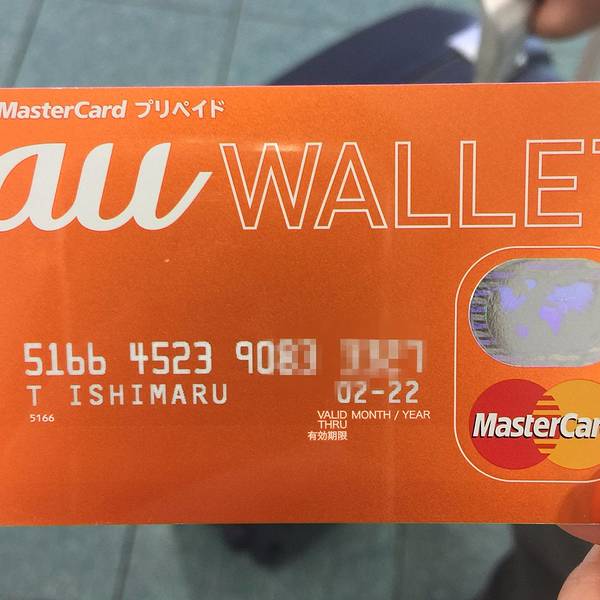 MasterCard プリペイド
au WALLET
5166 4523 90
T ISHIMARU 02-22
5166
VALID MONTH / YEAR
THRU
有効期限
MasterCar